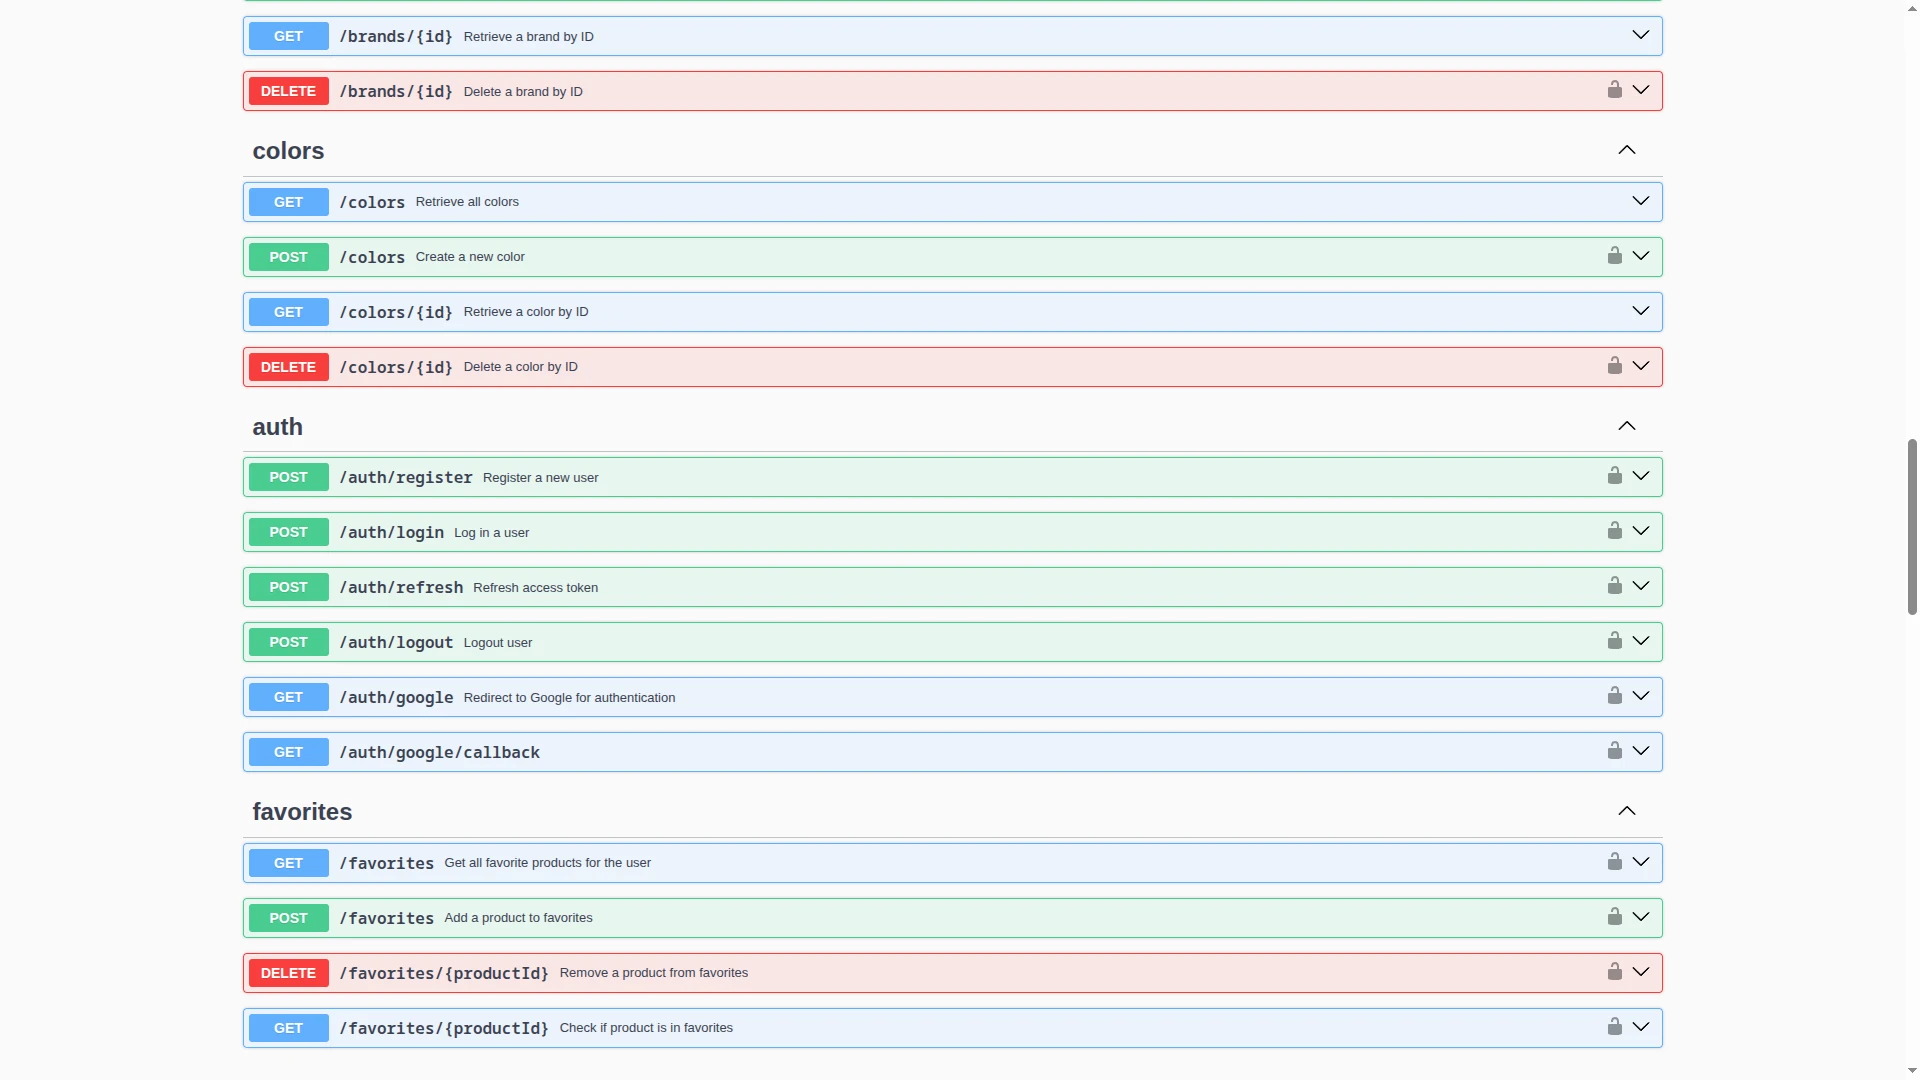 GET /brands/{id} Retrieve a brand by ID
DELETE /brands/{id} Delete a brand by ID
colors
GET /colors Retrieve all colors
POST /colors Create a new color
GET /colors/{id} Retrieve a color by ID
DELETE /colors/{id} Delete a color by ID
auth
POST /auth/register Register a new user
POST /auth/login Log in a user
POST /auth/refresh Refresh access token
POST /auth/logout Logout user
GET /auth/google Redirect to Google for authentication
GET /auth/google/callback
favorites
GET /favorites Get all favorite products for the user
POST /favorites Add a product to favorites
DELETE /favorites/{productId} Remove a product from favorites
GET /favorites/{productId} Check if product is in favorites